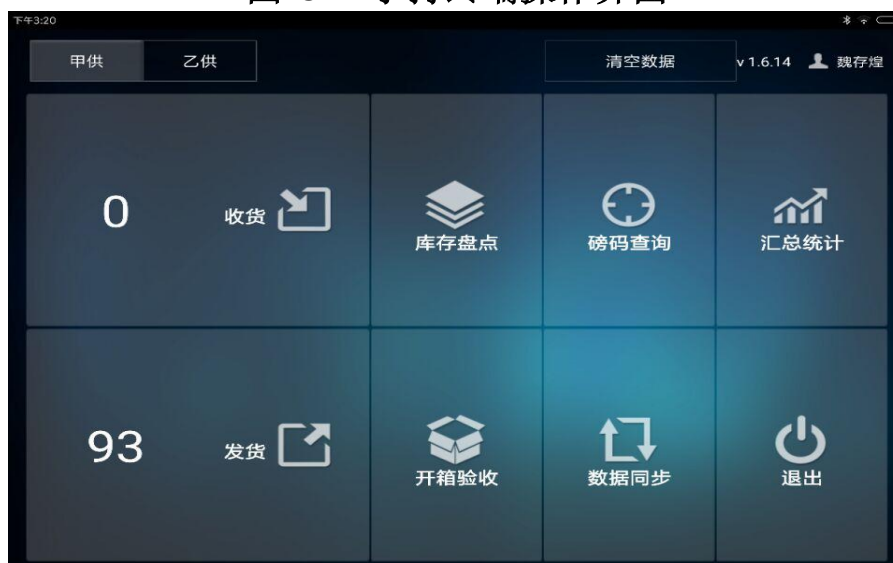 下午3:20
甲供 乙供 清空数据 v 1.6.14 魏存煌
0 收货 库存盘点 磅码查询 汇总统计
93 发货 开箱验收 数据同步 退出